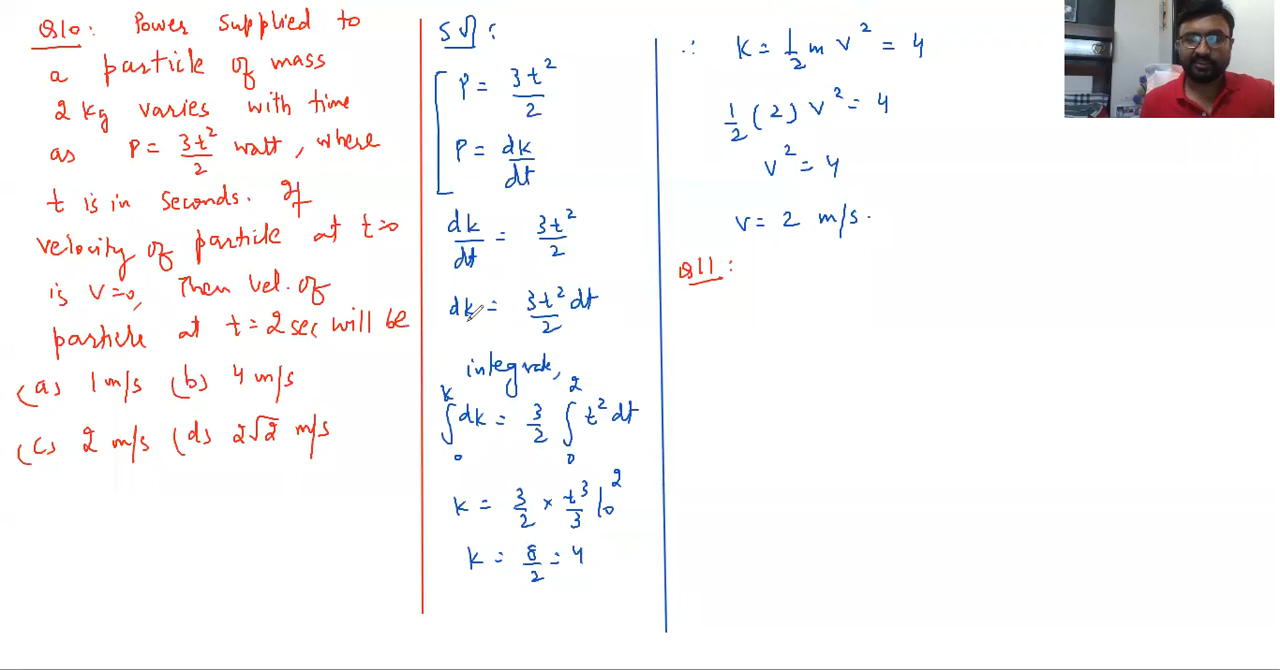 Q10: Power supplied to
a particle of mass
2 kg varies with time
as P = 3t²/2 watt, where
t is in seconds. If
velocity of particle at t=0
is v=0, Then vel. of
particle at t=2 sec will be
(a) 1 m/s (b) 4 m/s
(c) 2 m/s (d) 2√2 m/s
Sol:
P = 3t²/2
P = dk/dt
dk/dt = 3t²/2
dk = 3t²/2 dt
integrate,
∫₀ᵏ dk = 3/2 ∫₀² t² dt
k = 3/2 × t³/3 |₀²
k = 8/2 = 4
∴ K = 1/2 m v² = 4
1/2 (2) v² = 4
v² = 4
v = 2 m/s.
Q11: